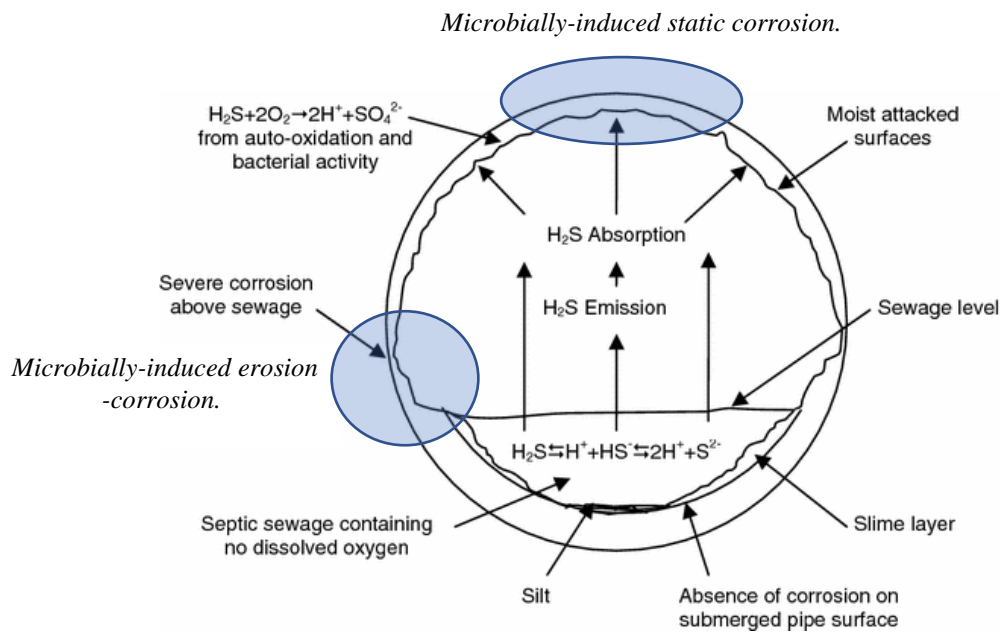 Microbially-induced static corrosion.
H₂S+2O₂→2H⁺+SO₄²⁻
from auto-oxidation and
bacterial activity
Moist attacked
surfaces
H₂S Absorption
Severe corrosion
above sewage
H₂S Emission
Sewage level
Microbially-induced erosion
-corrosion.
H₂S⇆H⁺+HS⁻⇆2H⁺+S²⁻
Septic sewage containing
no dissolved oxygen
Slime layer
Silt
Absence of corrosion on
submerged pipe surface